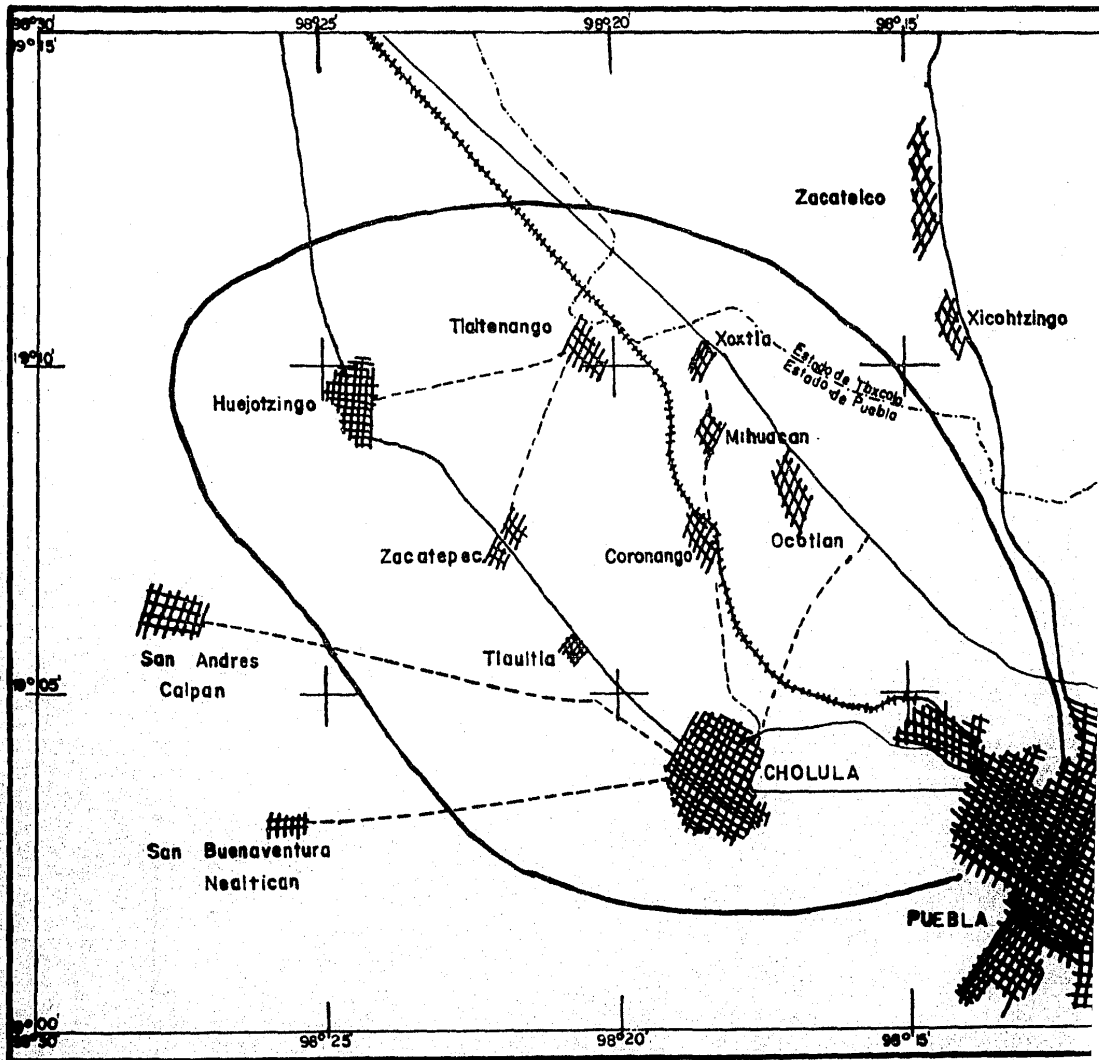 98°30'
98°25'
98°20'
98°15'
19°15'
Zacatelco
Xicohtzingo
Tlaltenango
Xoxtla
19°10'
Estado de Tlaxcala
Estado de Puebla
Huejotzingo
Mihuacan
Zacatepec
Coronango
Ocotlan
San Andres
Calpan
Tlaultla
19°05'
CHOLULA
San Buenaventura
Nealtican
PUEBLA
19°00'
98°30'
98°25'
98°20'
98°15'